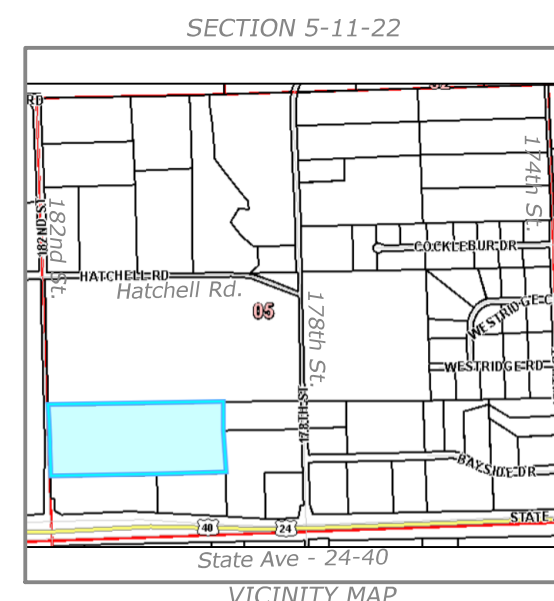 SECTION 5-11-22
RD
182ND ST
182nd St.
174th St.
COCKLEBUR DR
HATCHELL RD
Hatchell Rd.
05
178th St.
WESTRIDGE C
WESTRIDGE RD
178TH ST
BAYSIDE DR
STATE
40
24
State Ave - 24-40
VICINITY MAP